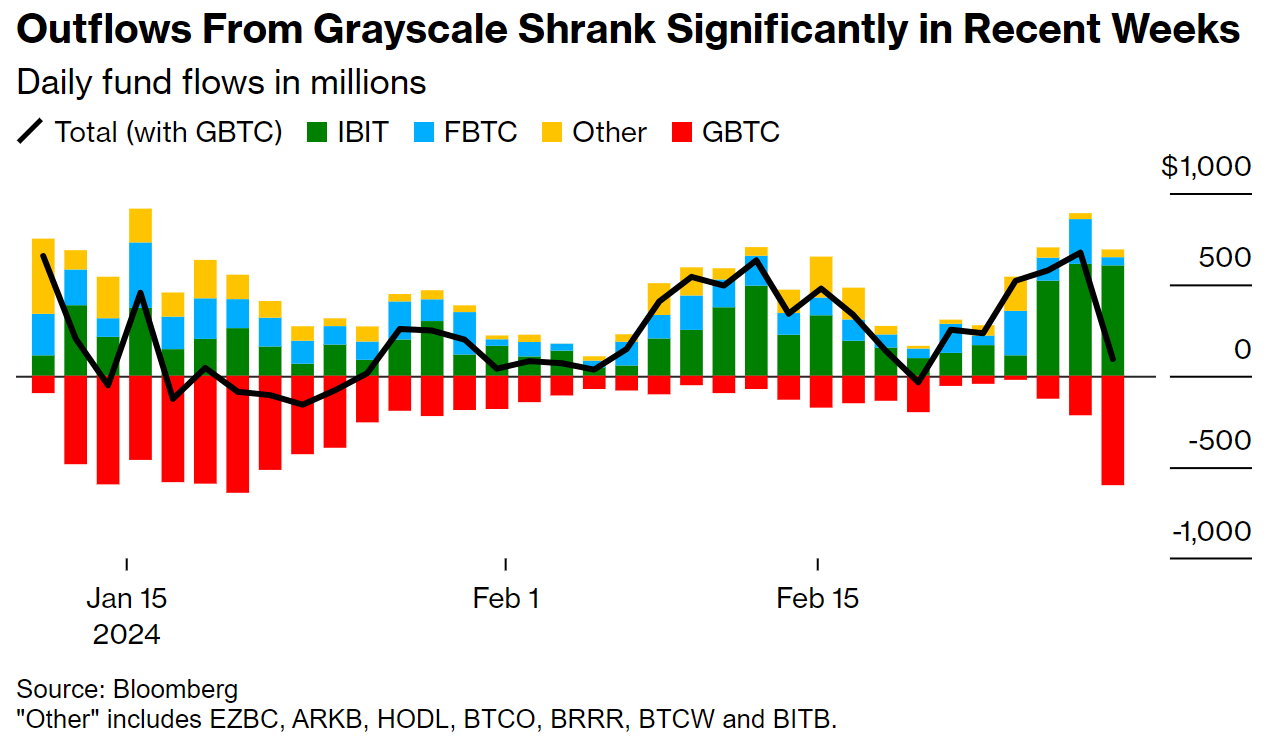 Outflows From Grayscale Shrank Significantly in Recent Weeks
Daily fund flows in millions
Total (with GBTC) IBIT FBTC Other GBTC
$1,000
500
0
-500
-1,000
Jan 15 Feb 1 Feb 15
2024
Source: Bloomberg
"Other" includes EZBC, ARKB, HODL, BTCO, BRRR, BTCW and BITB.